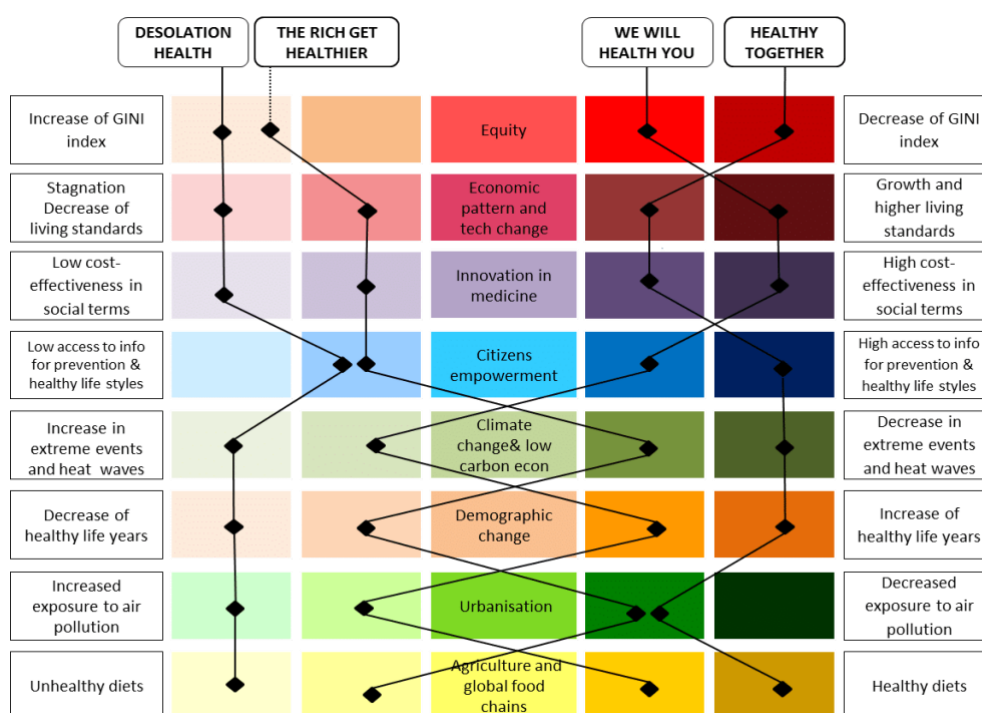 DESOLATION
HEALTH
THE RICH GET
HEALTHIER
WE WILL
HEALTH YOU
HEALTHY
TOGETHER
Increase of GINI
index
Equity
Decrease of GINI
index
Stagnation
Decrease of
living standards
Economic
pattern and
tech change
Growth and
higher living
standards
Low cost-
effectiveness in
social terms
Innovation in
medicine
High cost-
effectiveness in
social terms
Low access to info
for prevention &
healthy life styles
Citizens
empowerment
High access to info
for prevention &
healthy life styles
Increase in
extreme events
and heat waves
Climate
change& low
carbon econ
Decrease in
extreme events
and heat waves
Decrease of
healthy life years
Demographic
change
Increase of
healthy life years
Increased
exposure to air
pollution
Urbanisation
Decreased
exposure to air
pollution
Unhealthy diets
Agriculture and
global food
chains
Healthy diets